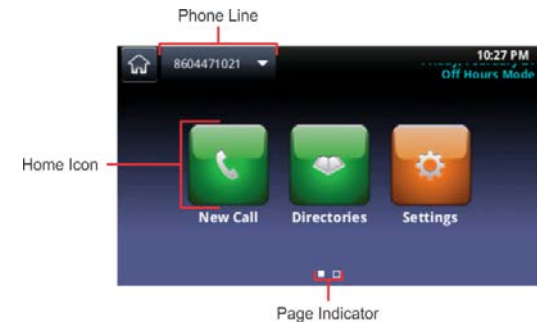 Phone Line
8604471021
10:27 PM
Off Hours Mode
Home Icon
New Call
Directories
Settings
Page Indicator